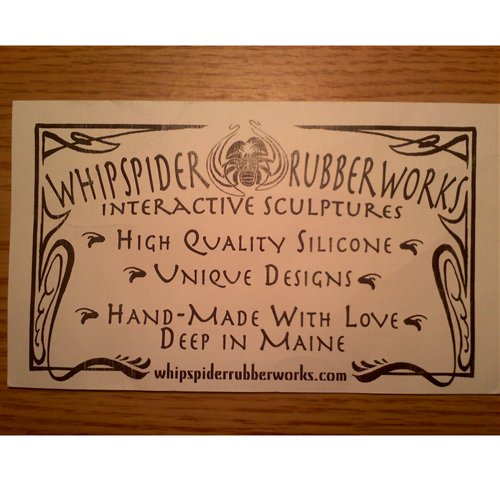 WHIPSPIDER RUBBERWORKS
INTERACTIVE SCULPTURES
HIGH QUALITY SILICONE
UNIQUE DESIGNS
HAND-MADE WITH LOVE
DEEP IN MAINE
whipspiderrubberworks.com